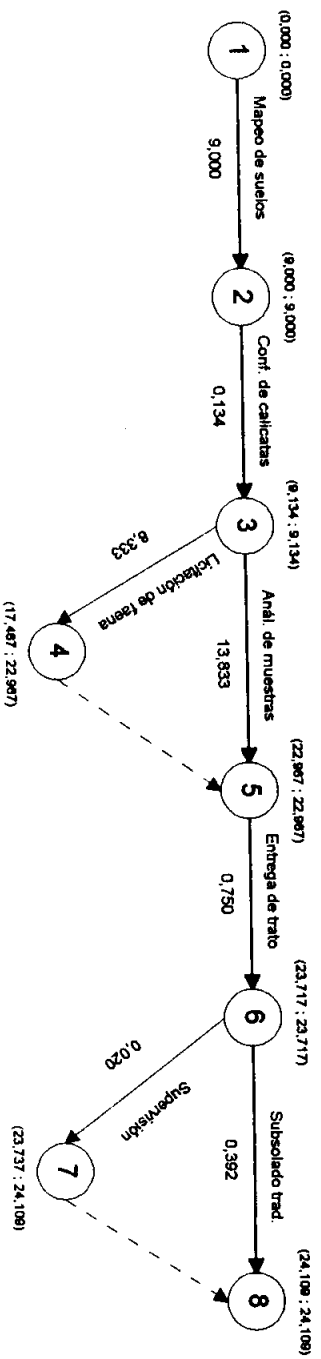 (0,000 ; 0,000)
1
Mapeo de suelos
9,000
(9,000 ; 9,000)
2
Conf. de calicatas
0,134
(9,134 ; 9,134)
3
Anál. de muestras
13,833
8,333
Licitación de faena
4
(17,467 ; 22,967)
(22,967 ; 22,967)
5
Entrega de trato
0,750
(23,717 ; 23,717)
6
Subsolado trad.
0,392
0,020
Supervisión
7
(23,737 ; 24,109)
(24,109 ; 24,109)
8